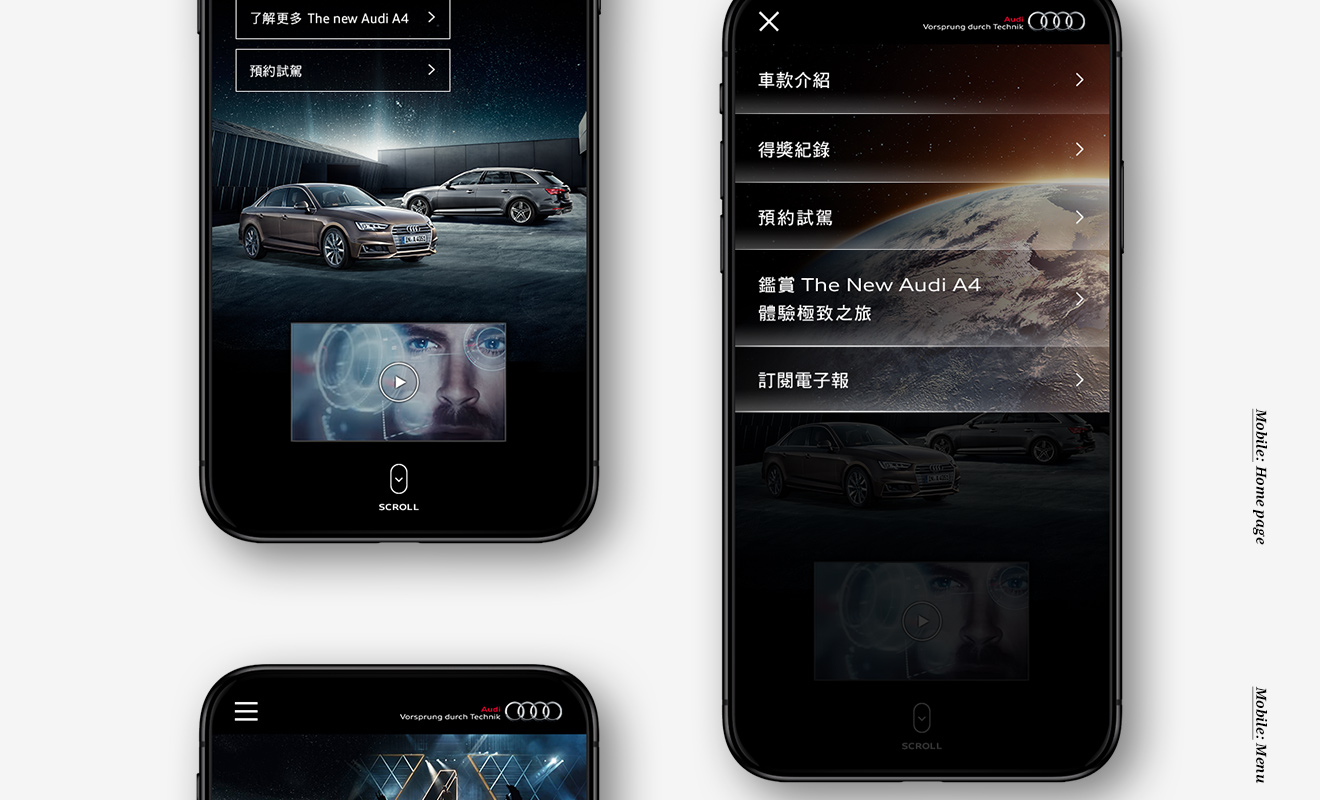 了解更多 The new Audi A4
預約試駕
SCROLL
Audi
Vorsprung durch Technik
車款介紹
得獎紀錄
預約試駕
鑑賞 The New Audi A4
體驗極致之旅
訂閱電子報
SCROLL
Audi
Vorsprung durch Technik
Mobile: Home page
Mobile: Menu